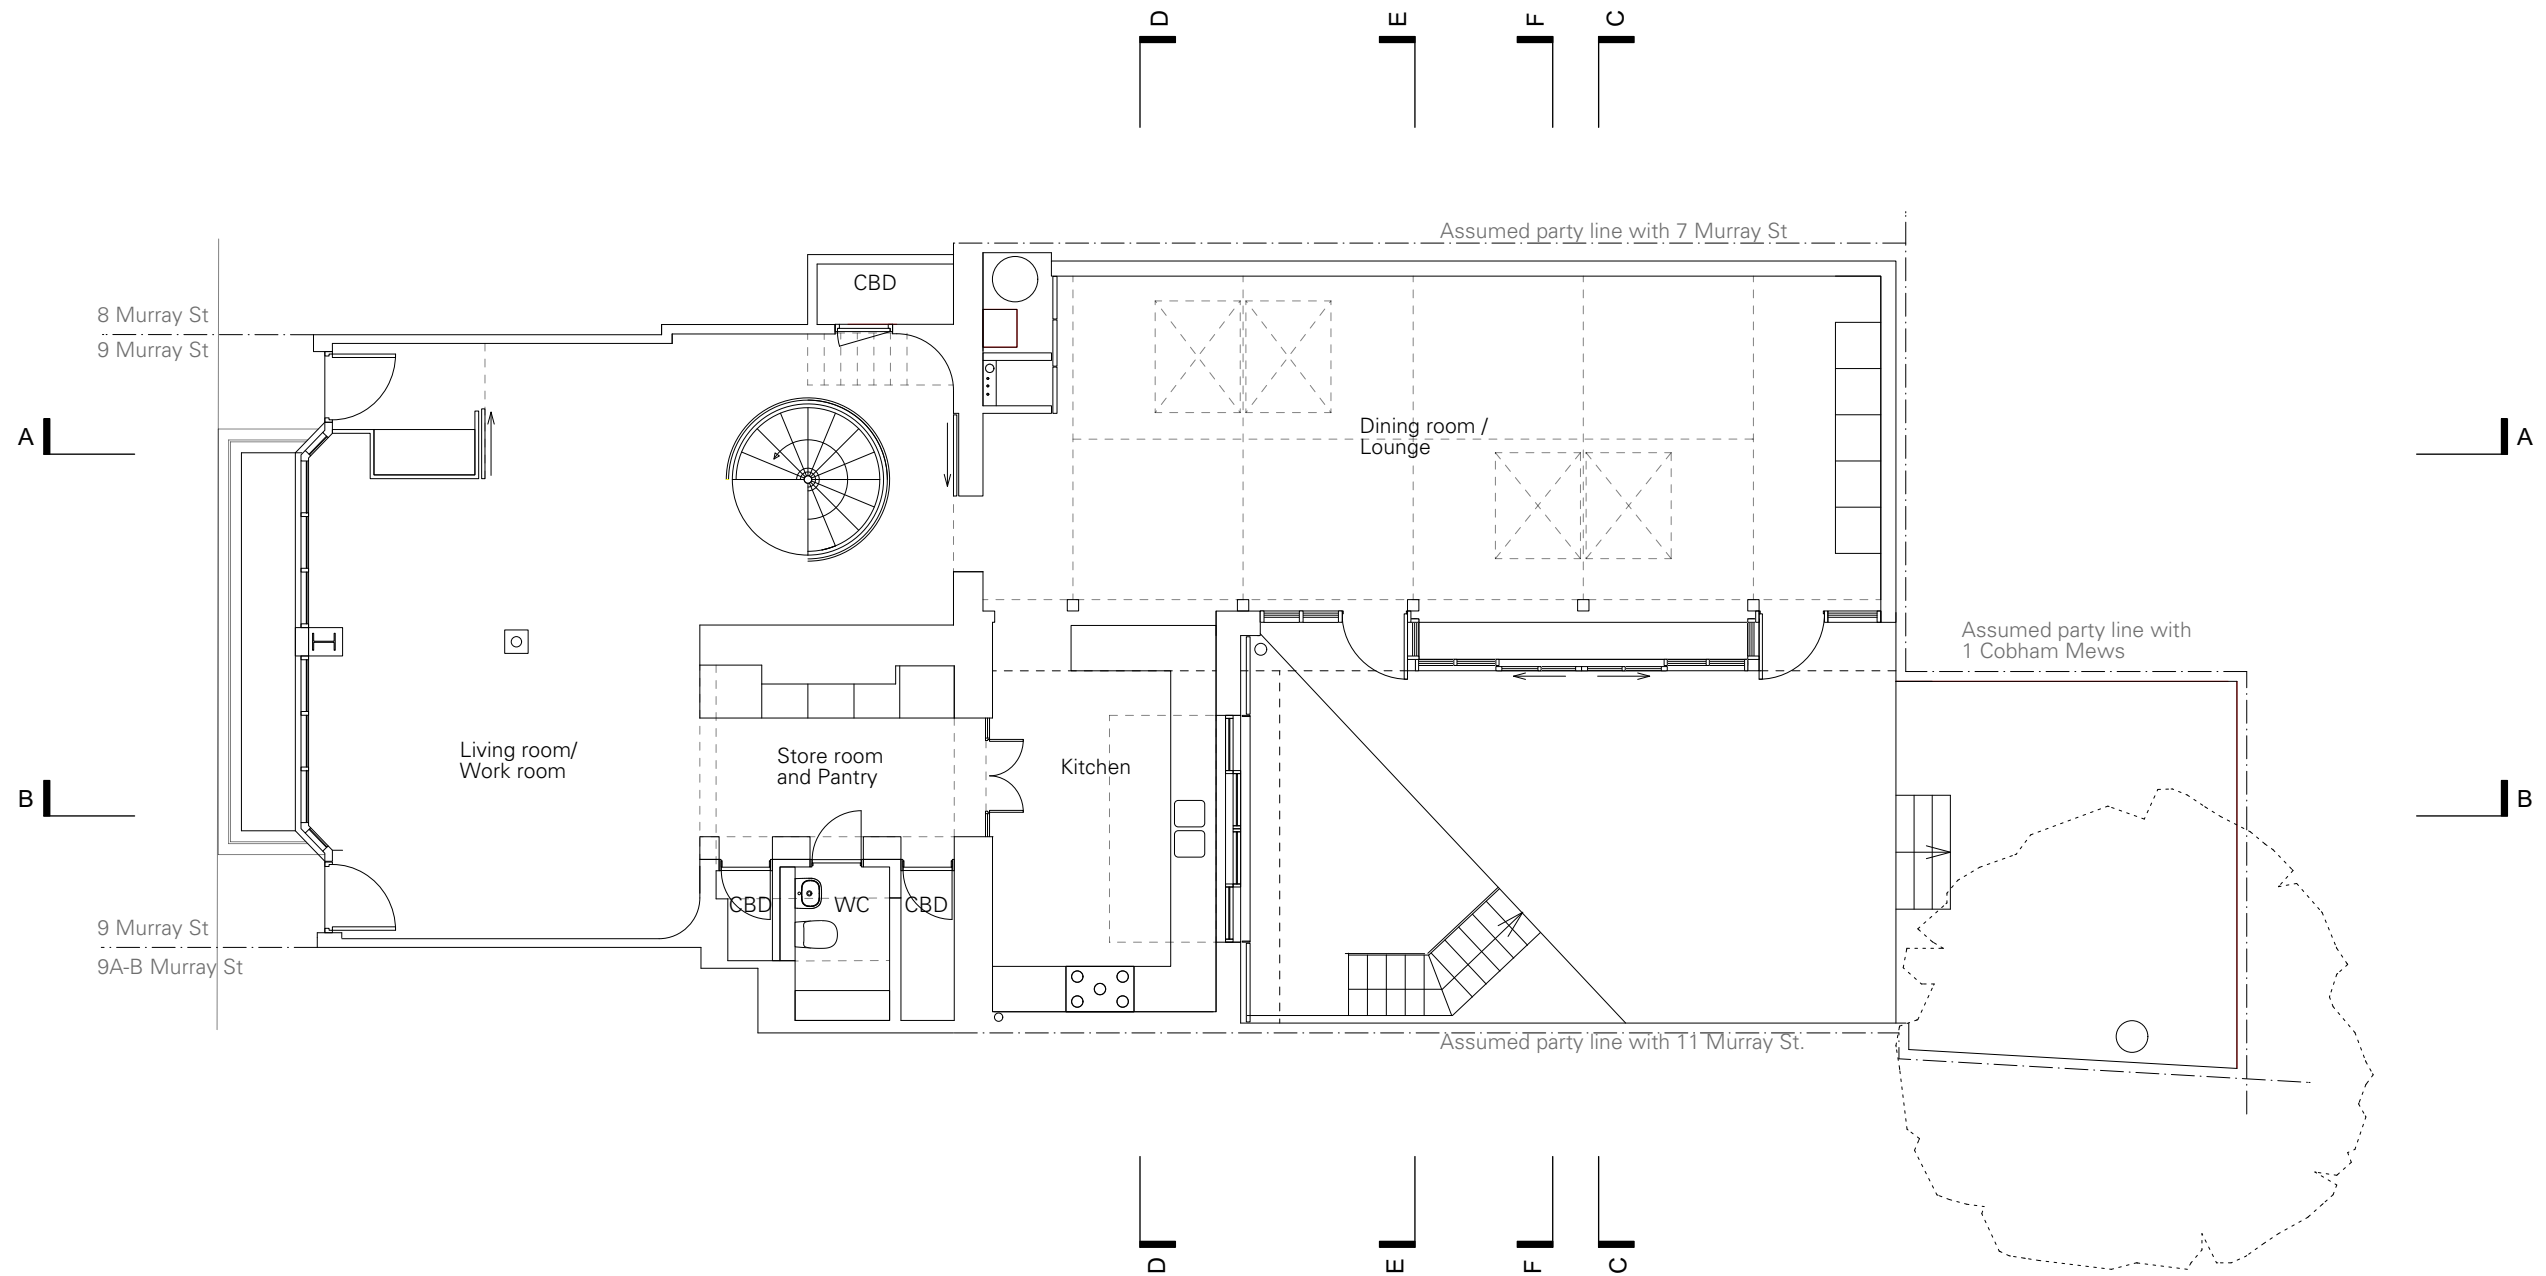 D
E
F
C
Assumed party line with 7 Murray St
CBD
8 Murray St
9 Murray St
A
A
Dining room /
Lounge
Assumed party line with
1 Cobham Mews
Living room/
Work room
Store room
and Pantry
Kitchen
B
B
CBD
WC
CBD
9 Murray St
9A-B Murray St
Assumed party line with 11 Murray St.
D
E
F
C